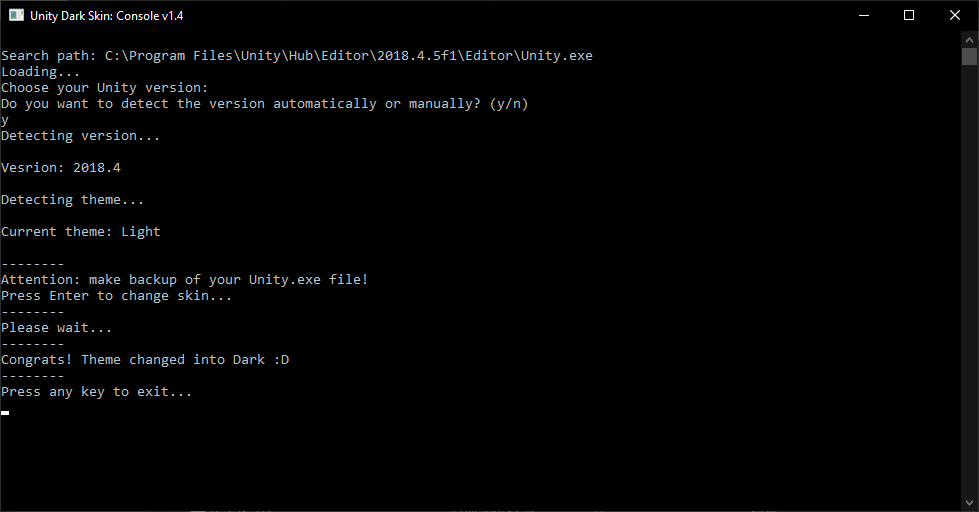 Unity Dark Skin: Console v1.4
Search path: C:\Program Files\Unity\Hub\Editor\2018.4.5f1\Editor\Unity.exe
Loading...
Choose your Unity version:
Do you want to detect the version automatically or manually? (y/n)
y
Detecting version...
Vesrion: 2018.4
Detecting theme...
Current theme: Light
--------
Attention: make backup of your Unity.exe file!
Press Enter to change skin...
--------
Please wait...
--------
Congrats! Theme changed into Dark :D
--------
Press any key to exit...